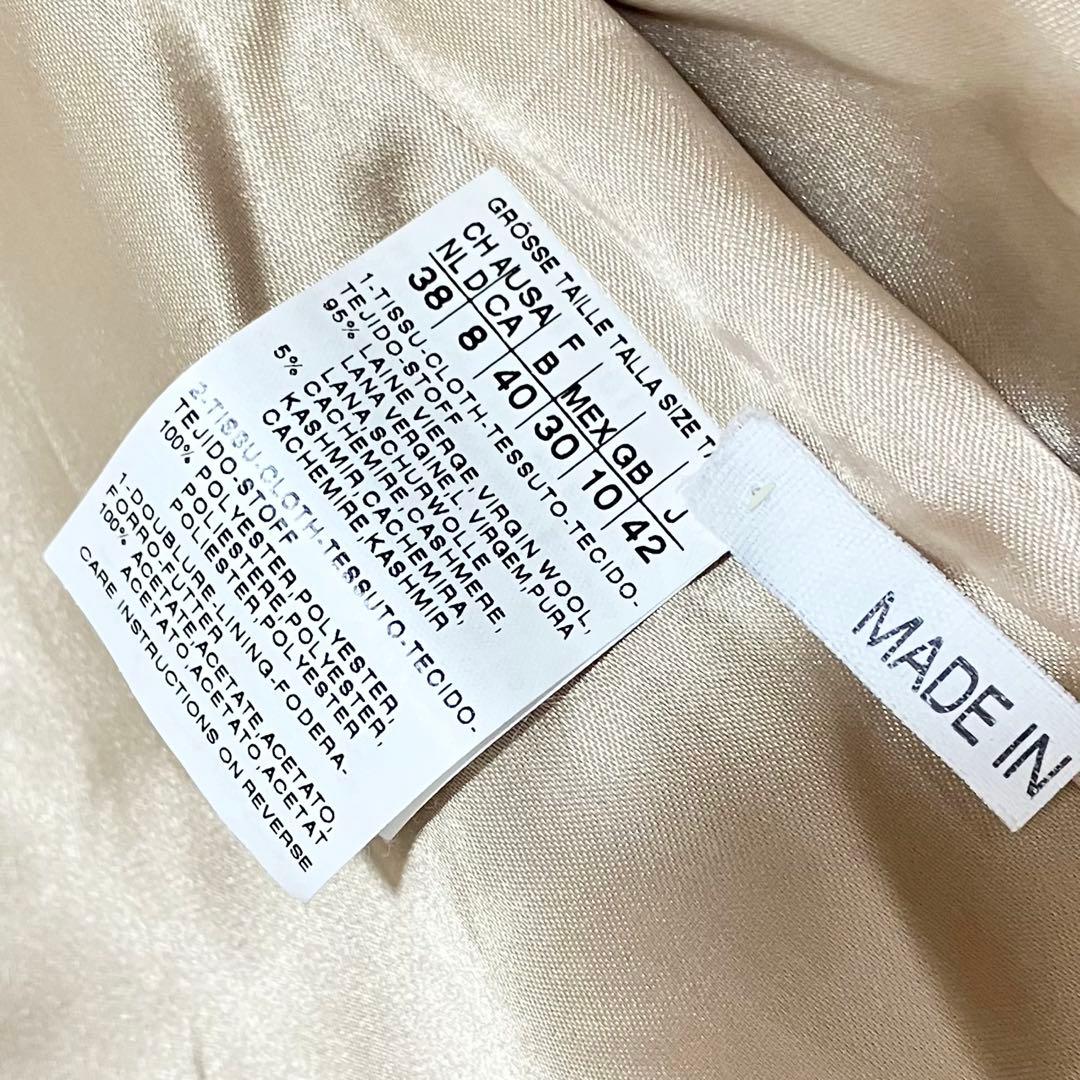 GRÖSSE TAILLE TALLA SIZE
CH A USA F MEX GB J
NL D CA B
38 8 40 30 10 42
1-TISSU-CLOTH-TESSUTO-TECIDO-
TEJIDO-STOFF
95% LAINE VIERGE, VIRGIN WOOL,
LANA VERGINE,L. VIRGEM,PURA
LANA,SCHURWOLLE
5% CACHEMIRE,CASHMERE,
KASHMIR,CACHEMIRA,
CACHEMIRE,KASHMIR
2-TISSU-CLOTH-TESSUTO-TECIDO-
TEJIDO-STOFF
100% POLYESTER,POLYESTER,
POLIESTERE,POLYESTER,
POLIESTER,POLYESTER
1-DOUBLURE-LINING-FODERA-
FORRO-FUTTER
100% ACETATE,ACETATE,ACETATO,
ACETATO,ACETATO,ACETAT
CARE INSTRUCTIONS ON REVERSE
MADE IN